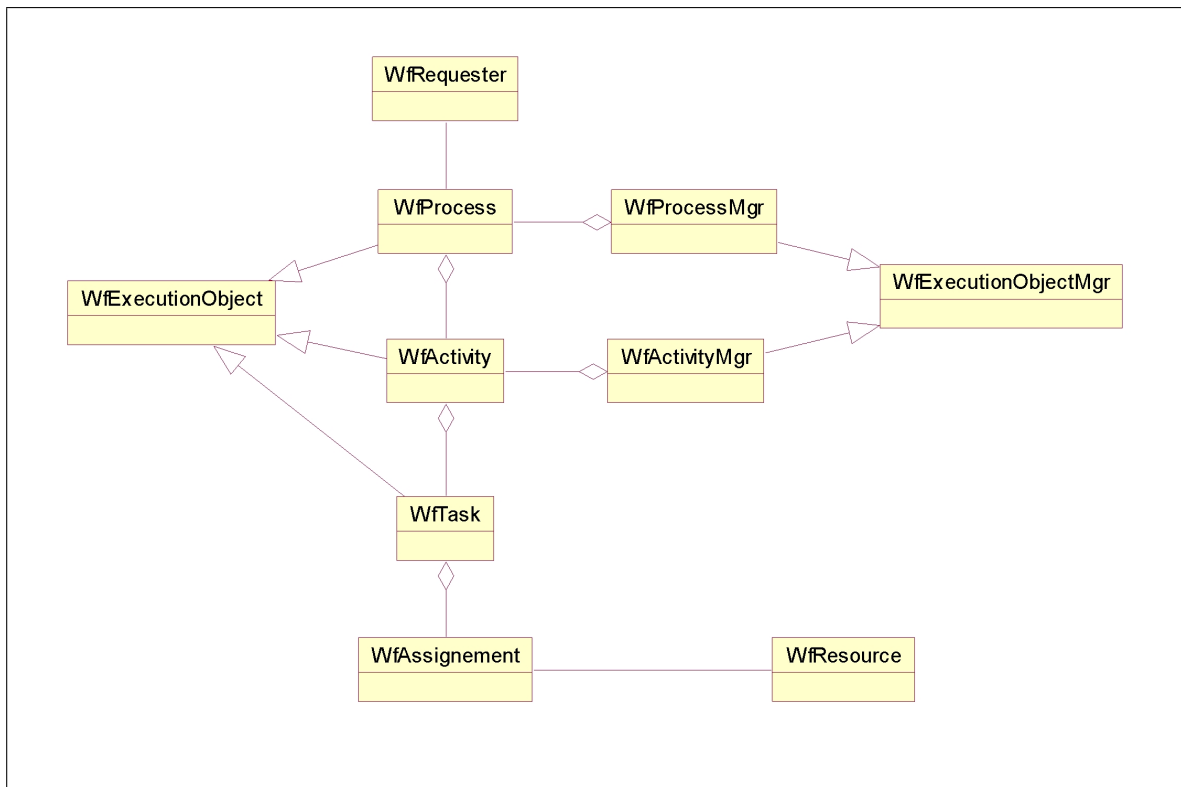 WfRequester
WfProcess
WfProcessMgr
WfExecutionObject
WfExecutionObjectMgr
WfActivity
WfActivityMgr
WfTask
WfAssignement
WfResource